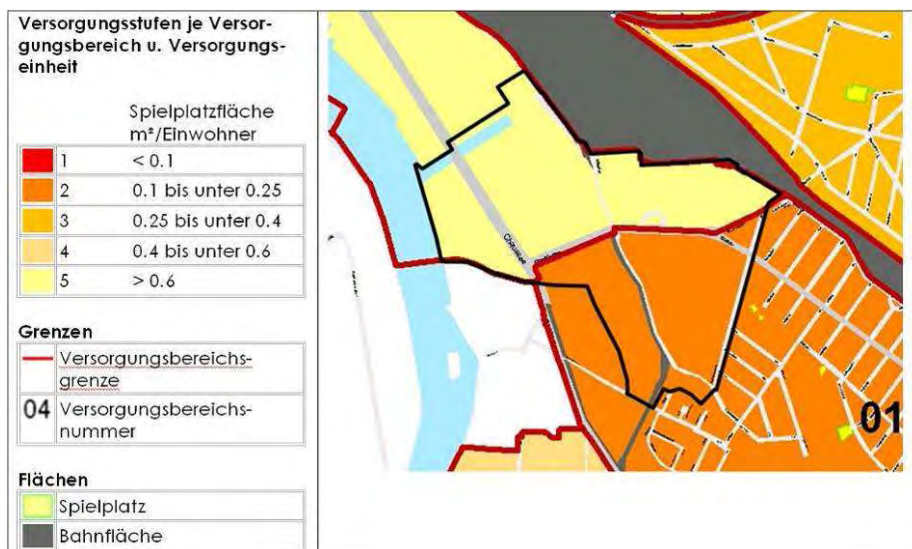 Versorgungsstufen je Versor-
gungsbereich u. Versorgungs-
einheit
Spielplatzfläche
m²/Einwohner
1 < 0.1
2 0.1 bis unter 0.25
3 0.25 bis unter 0.4
4 0.4 bis unter 0.6
5 > 0.6
Grenzen
Versorgungsbereichs-
grenze
04 Versorgungsbereichs-
nummer
Flächen
Spielplatz
Bahnfläche
Chaussee
01